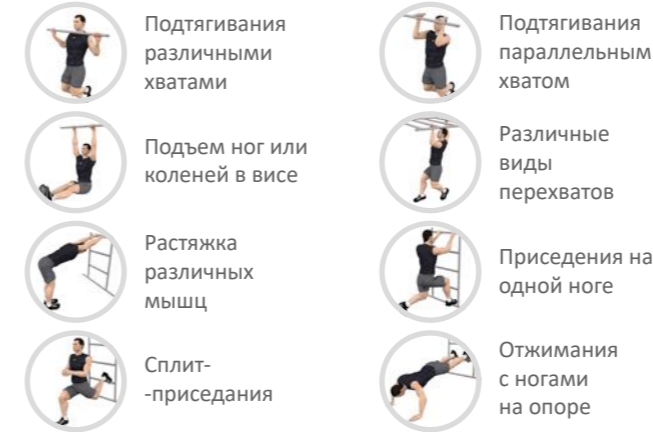 Подтягивания
различными
хватами
Подтягивания
параллельным
хватом
Подъем ног или
коленей в висе
Различные
виды
перехватов
Растяжка
различных
мышц
Приседения на
одной ноге
Сплит-
-приседания
Отжимания
с ногами
на опоре